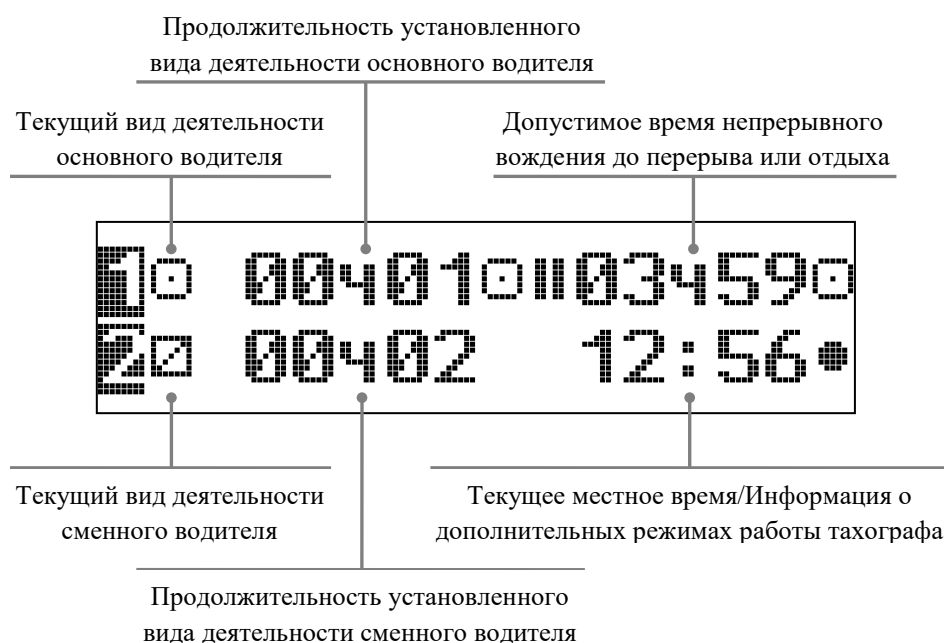 Продолжительность установленного
вида деятельности основного водителя
Текущий вид деятельности
основного водителя
Допустимое время непрерывного
вождения до перерыва или отдыха
1 00ч01 03ч59
2 00ч02 12:56
Текущий вид деятельности
сменного водителя
Текущее местное время/Информация о
дополнительных режимах работы тахографа
Продолжительность установленного
вида деятельности сменного водителя